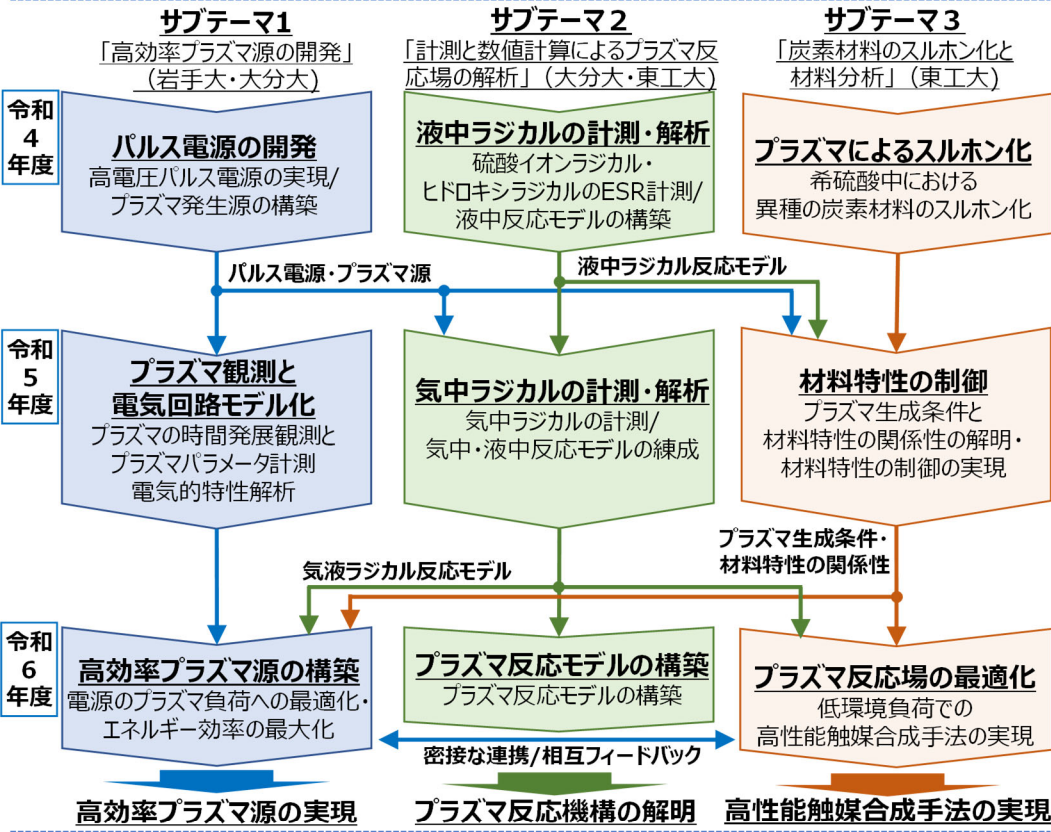 サブテーマ1
「高効率プラズマ源の開発」
（岩手大・大分大）
サブテーマ２
「計測と数値計算によるプラズマ反
応場の解析」（大分大・東工大）
サブテーマ３
「炭素材料のスルホン化と
材料分析」（東工大）
令和
4
年度
パルス電源の開発
高電圧パルス電源の実現/
プラズマ発生源の構築
液中ラジカルの計測・解析
硫酸イオンラジカル・
ヒドロキシラジカルのESR計測/
液中反応モデルの構築
プラズマによるスルホン化
希硫酸中における
異種の炭素材料のスルホン化
パルス電源・プラズマ源
液中ラジカル反応モデル
令和
5
年度
プラズマ観測と
電気回路モデル化
プラズマの時間発展観測と
プラズマパラメータ計測
電気的特性解析
気中ラジカルの計測・解析
気中ラジカルの計測/
気中・液中反応モデルの練成
材料特性の制御
プラズマ生成条件と
材料特性の関係性の解明・
材料特性の制御の実現
気液ラジカル反応モデル
プラズマ生成条件・
材料特性の関係性
令和
6
年度
高効率プラズマ源の構築
電源のプラズマ負荷への最適化・
エネルギー効率の最大化
プラズマ反応モデルの構築
プラズマ反応モデルの構築
プラズマ反応場の最適化
低環境負荷での
高性能触媒合成手法の実現
密接な連携/相互フィードバック
高効率プラズマ源の実現
プラズマ反応機構の解明
高性能触媒合成手法の実現